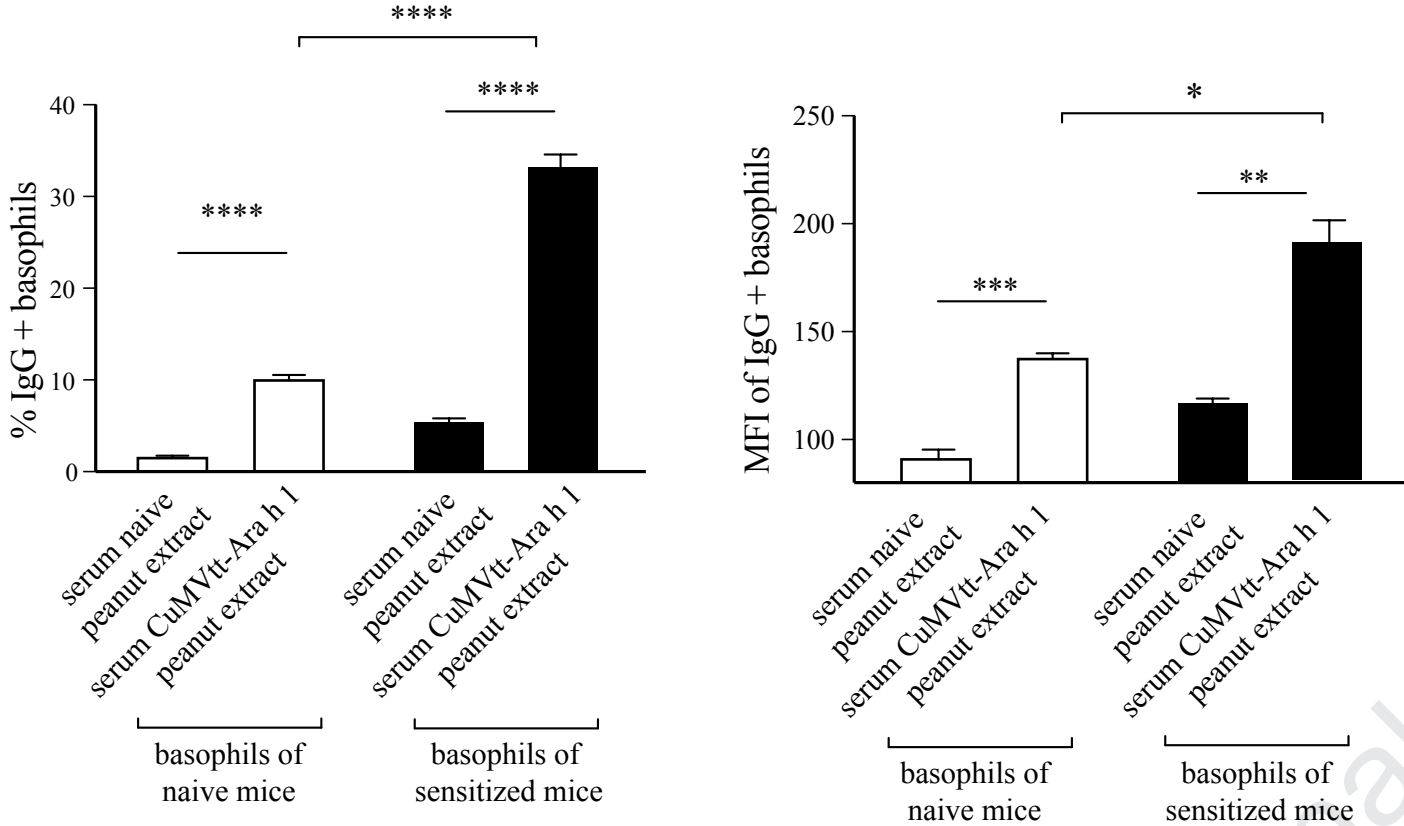 ****
****
****
% IgG + basophils
40
30
20
10
0
serum naive
peanut extract
serum CuMVtt-Ara h 1
peanut extract
serum naive
peanut extract
serum CuMVtt-Ara h 1
peanut extract
basophils of
naive mice
basophils of
sensitized mice
*
**
***
MFI of IgG + basophils
250
200
150
100
serum naive
peanut extract
serum CuMVtt-Ara h 1
peanut extract
serum naive
peanut extract
serum CuMVtt-Ara h 1
peanut extract
basophils of
naive mice
basophils of
sensitized mice